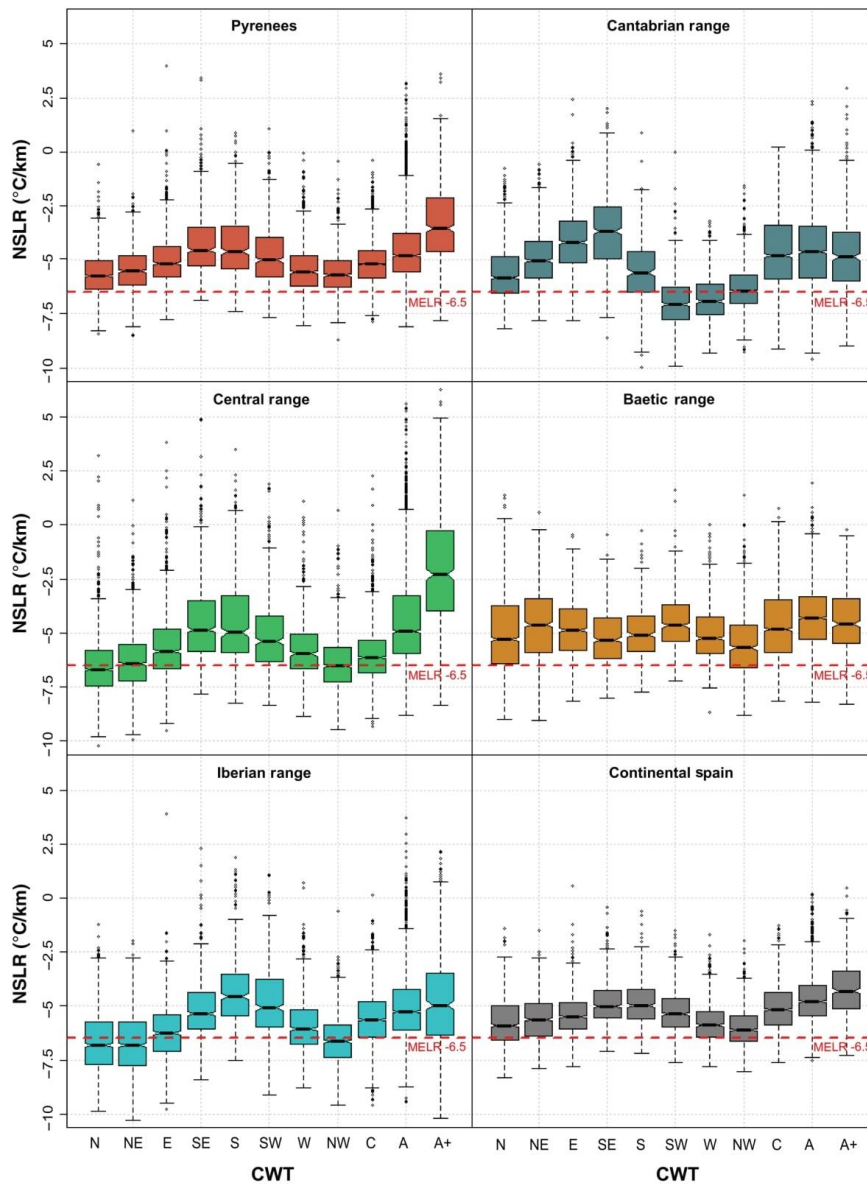 Pyrenees
Cantabrian range
NSLR (°C/km)
5
2.5
0
-2.5
-5
-7.5
-10
MELR -6.5
MELR -6.5
Central range
Baetic range
NSLR (°C/km)
5
2.5
0
-2.5
-5
-7.5
-10
MELR -6.5
MELR -6.5
Iberian range
Continental spain
NSLR (°C/km)
5
2.5
0
-2.5
-5
-7.5
-10
MELR -6.5
MELR -6.5
N NE E SE S SW W NW C A A+
N NE E SE S SW W NW C A A+
CWT
CWT